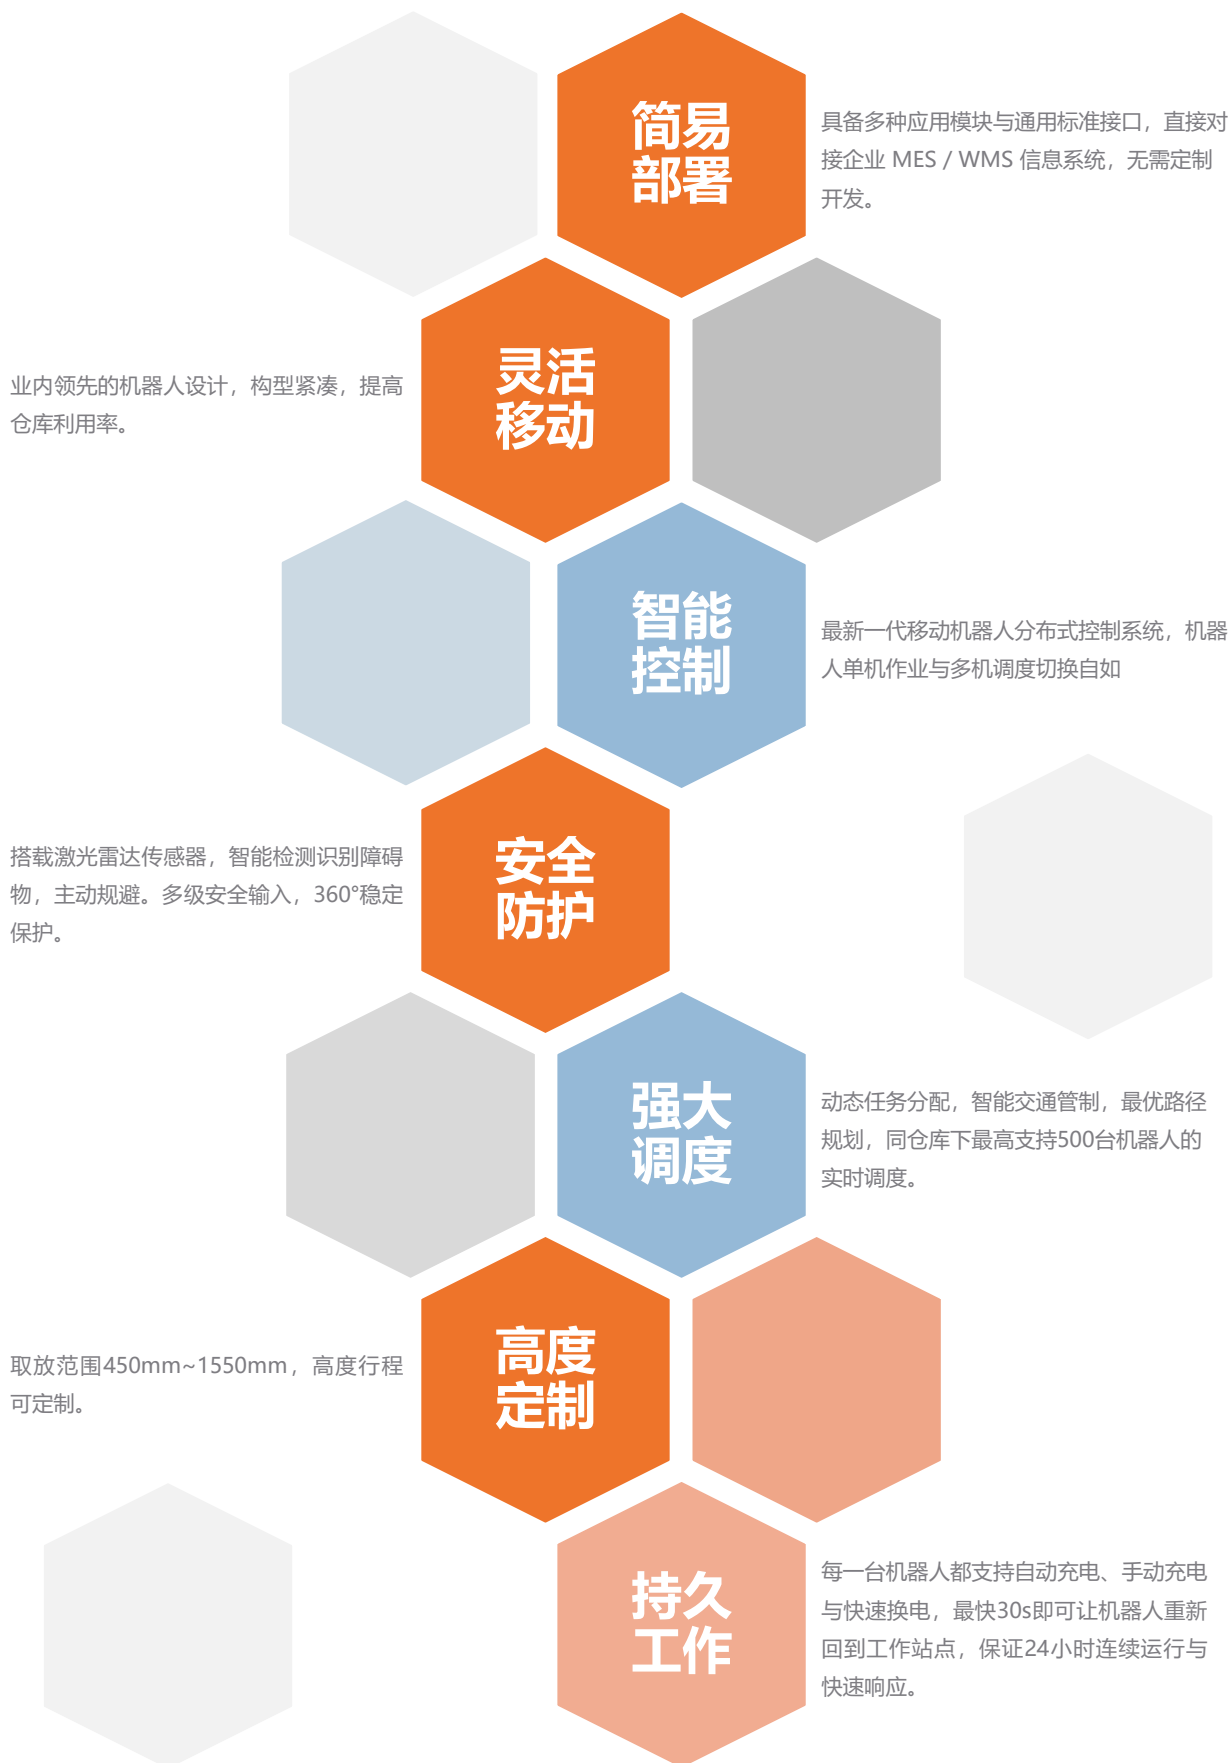 简易
部署
具备多种应用模块与通用标准接口，直接对
接企业 MES / WMS 信息系统，无需定制
开发。
灵活
移动
业内领先的机器人设计，构型紧凑，提高
仓库利用率。
智能
控制
最新一代移动机器人分布式控制系统，机器
人单机作业与多机调度切换自如
安全
防护
搭载激光雷达传感器，智能检测识别障碍
物，主动规避。多级安全输入，360°稳定
保护。
强大
调度
动态任务分配，智能交通管制，最优路径
规划，同仓库下最高支持500台机器人的
实时调度。
高度
定制
取放范围450mm~1550mm，高度行程
可定制。
持久
工作
每一台机器人都支持自动充电、手动充电
与快速换电，最快30s即可让机器人重新
回到工作站点，保证24小时连续运行与
快速响应。